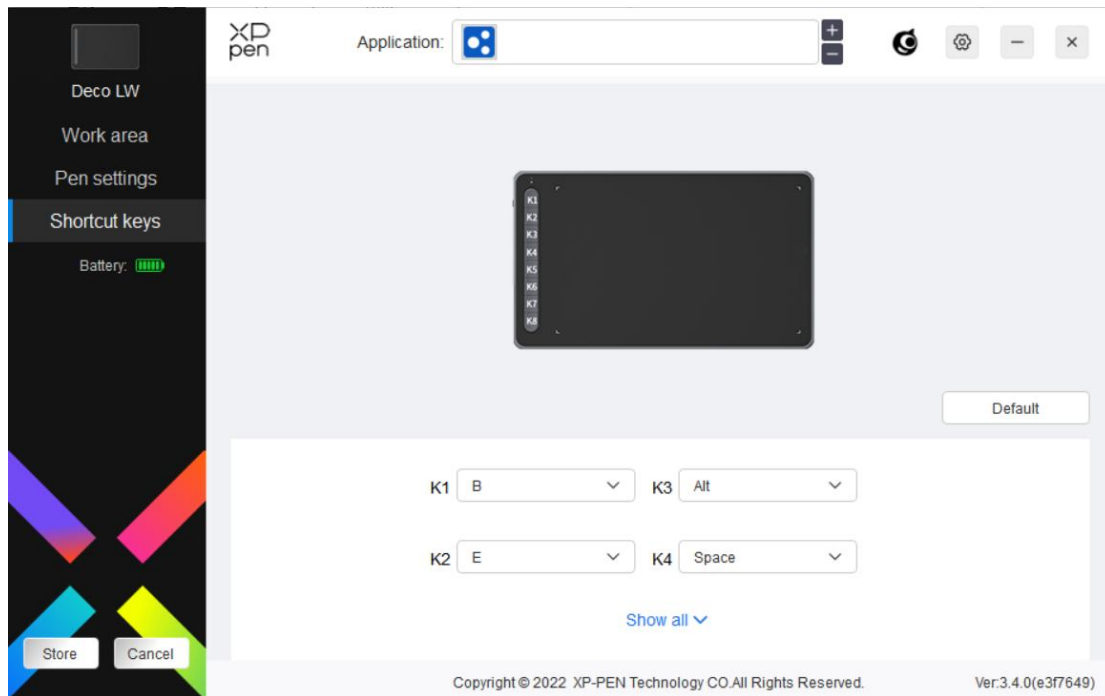 XP
pen
Application:
Deco LW
Work area
Pen settings
Shortcut keys
Battery:
K1
K2
K3
K4
K5
K6
K7
K8
Default
K1 B K3 Alt
K2 E K4 Space
Show all
Store Cancel
Copyright © 2022 XP-PEN Technology CO.All Rights Reserved. Ver:3.4.0(e3f7649)